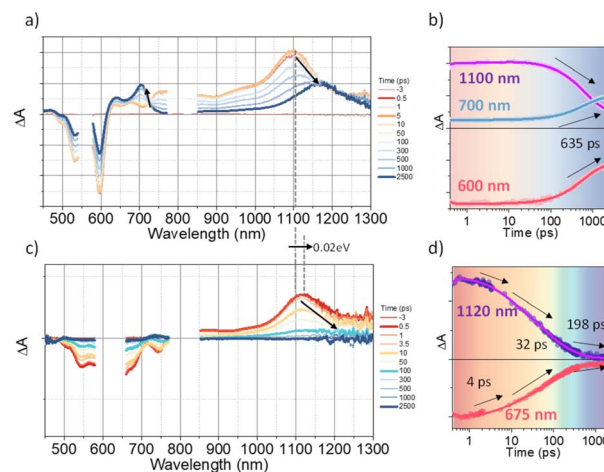 a)
ΔA
500 600 700 800 900 1000 1100 1200 1300
Wavelength (nm)
Time (ps)
-3
0.5
1
5
10
50
100
300
500
1000
2500
b)
ΔA
1100 nm
700 nm
635 ps
600 nm
1 10 100 1000
Time (ps)
0.02eV
c)
ΔA
500 600 700 800 900 1000 1100 1200 1300
Wavelength (nm)
Time (ps)
-3
0.5
1
3.5
10
50
100
300
500
1000
2500
d)
ΔA
1120 nm
198 ps
32 ps
4 ps
675 nm
1 10 100 1000
Time (ps)